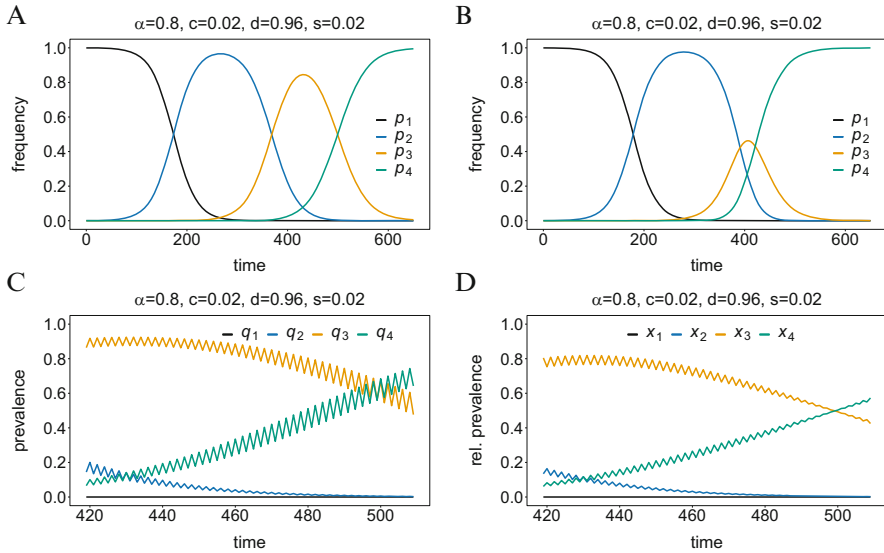 A
α=0.8, c=0.02, d=0.96, s=0.02
frequency
1.0
0.8
0.6
0.4
0.2
0.0
p1
p2
p3
p4
0 200 400 600
time
B
α=0.8, c=0.02, d=0.96, s=0.02
frequency
1.0
0.8
0.6
0.4
0.2
0.0
p1
p2
p3
p4
0 200 400 600
time
C
α=0.8, c=0.02, d=0.96, s=0.02
prevalence
q1 q2 q3 q4
1.0
0.8
0.6
0.4
0.2
0.0
420 440 460 480 500
time
D
α=0.8, c=0.02, d=0.96, s=0.02
rel. prevalence
x1 x2 x3 x4
1.0
0.8
0.6
0.4
0.2
0.0
420 440 460 480 500
time